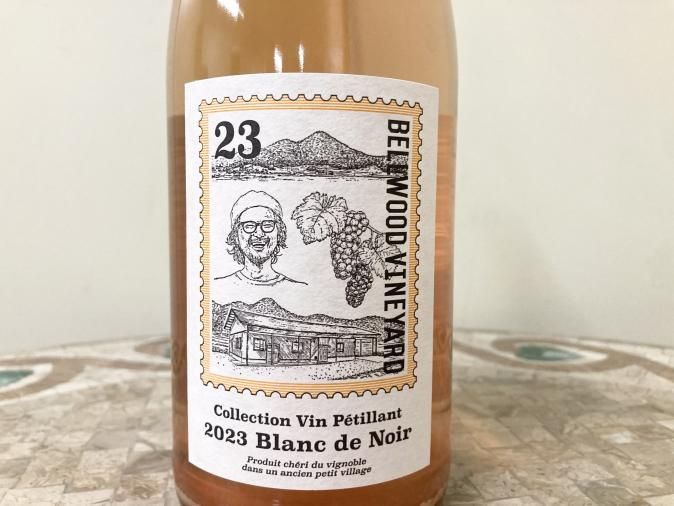 23
BELLWOOD VINEYARD
Collection Vin Pétillant
2023 Blanc de Noir
Produit chéri du vignoble
dans un ancien petit village